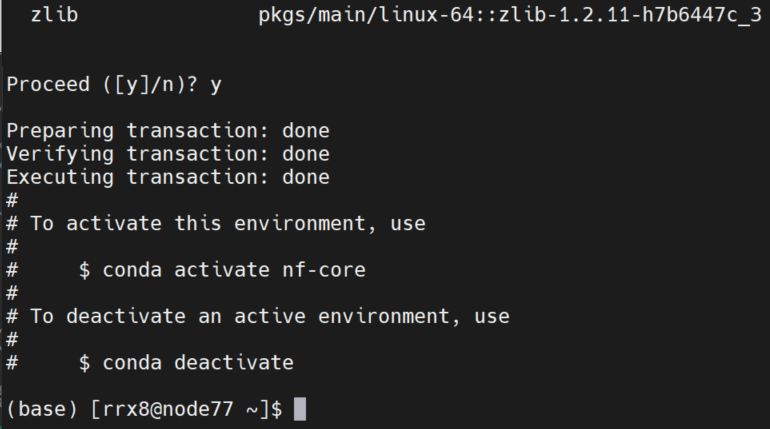 zlib pkgs/main/linux-64::zlib-1.2.11-h7b6447c_3
Proceed ([y]/n)? y
Preparing transaction: done
Verifying transaction: done
Executing transaction: done
#
# To activate this environment, use
#
#     $ conda activate nf-core
#
# To deactivate an active environment, use
#
#     $ conda deactivate
(base) [rrx8@node77 ~]$